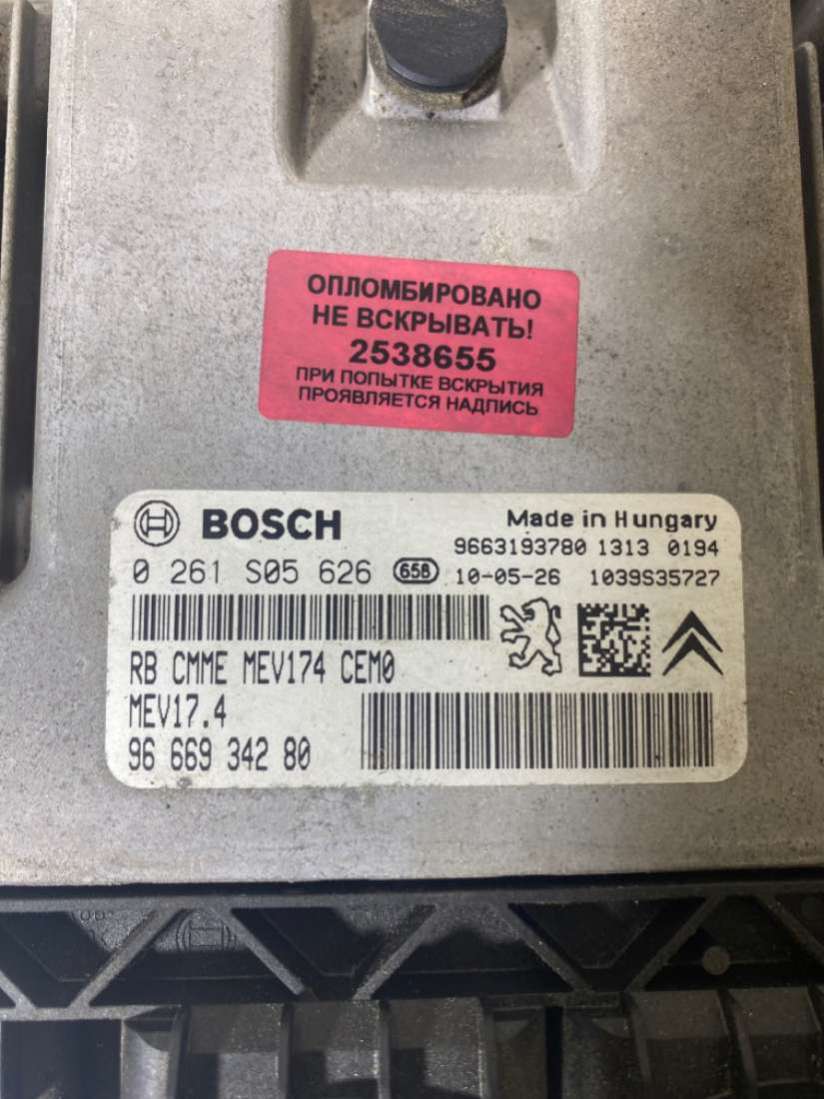 ОПЛОМБИРОВАНО
НЕ ВСКРЫВАТЬ!
2538655
ПРИ ПОПЫТКЕ ВСКРЫТИЯ
ПРОЯВЛЯЕТСЯ НАДПИСЬ
BOSCH
Made in Hungary
9663193780 1313 0194
0 261 S05 626 658 10-05-26 1039S35727
RB CMME MEV174 CEM0
MEV17.4
96 669 342 80